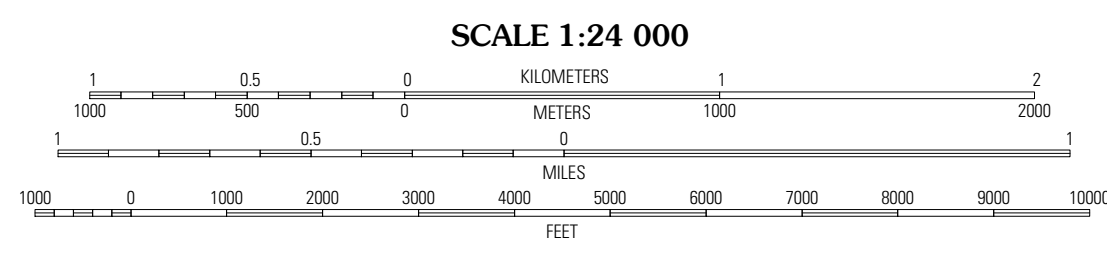 SCALE 1:24 000
1 0.5 0 KILOMETERS 1 2
1000 500 0 METERS 1000 2000
1 0.5 0 1
MILES
1000 0 1000 2000 3000 4000 5000 6000 7000 8000 9000 10000
FEET